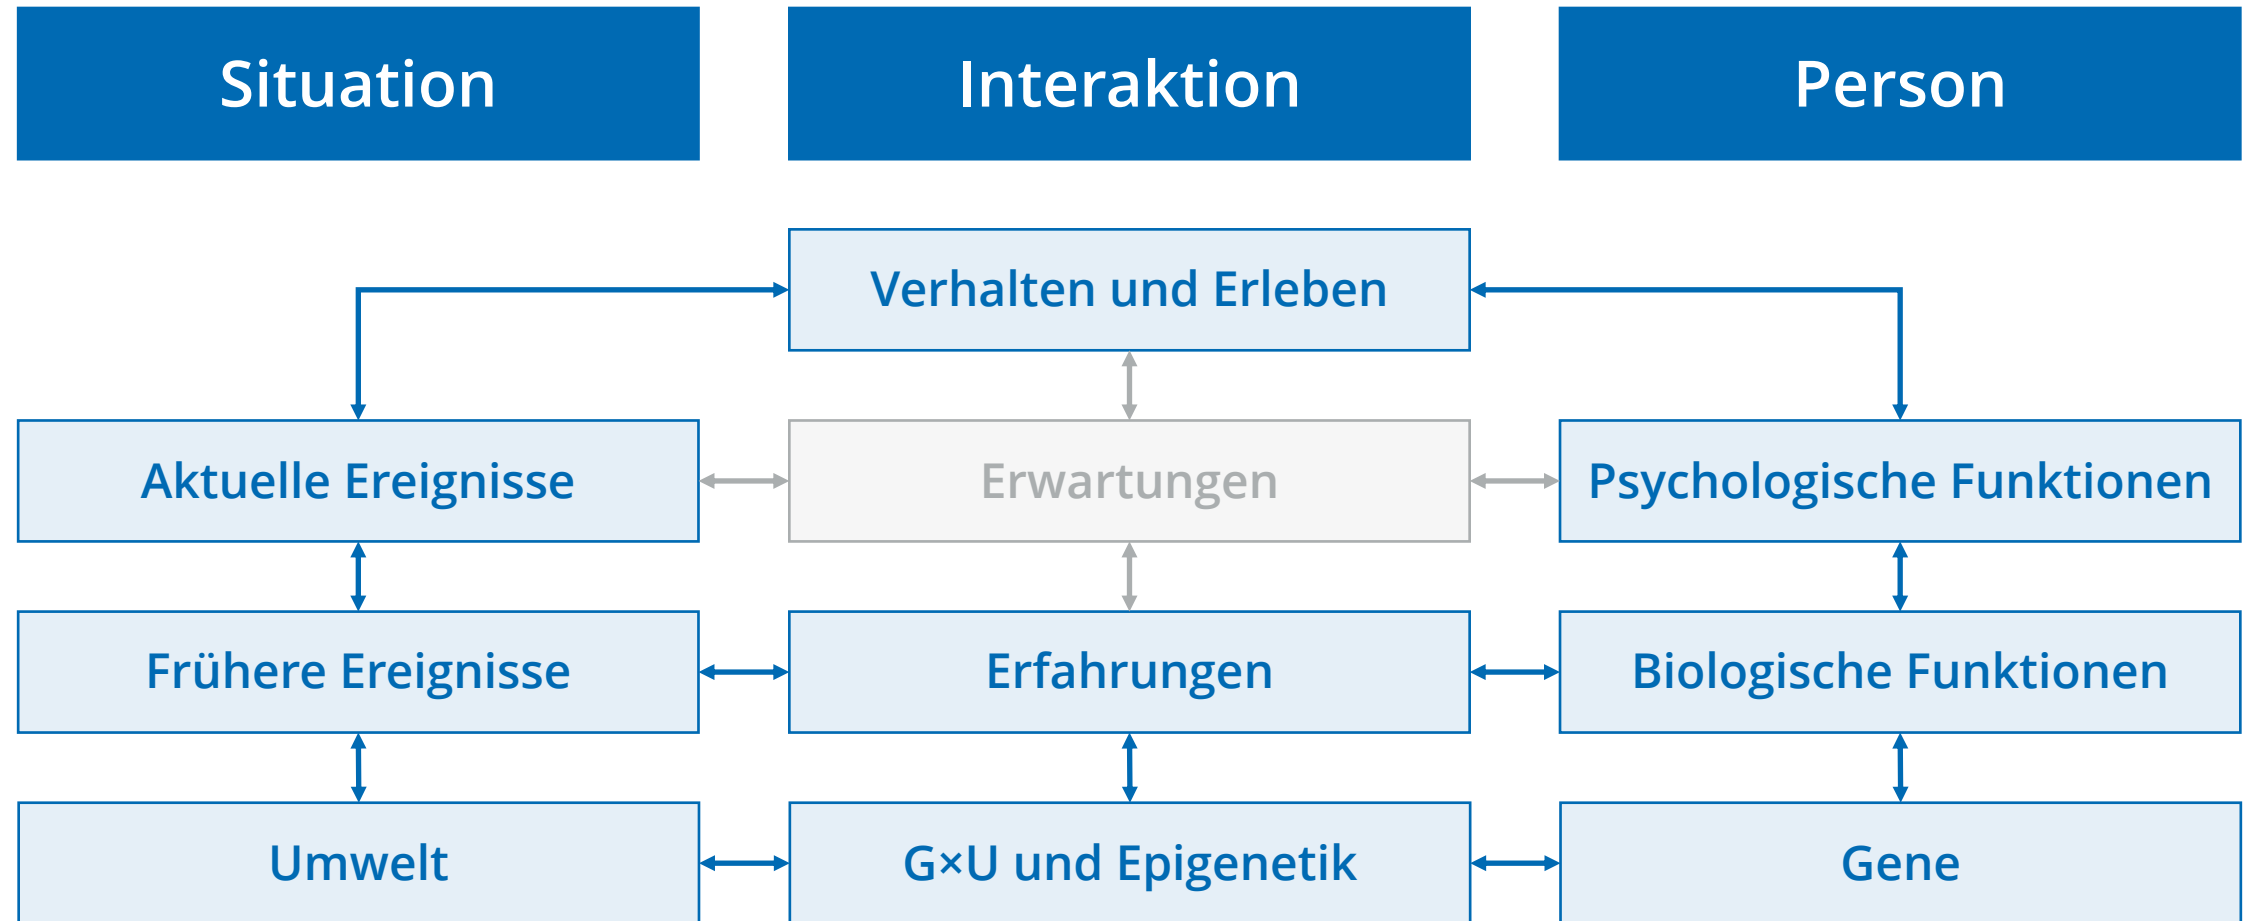 Situation
Interaktion
Person
Verhalten und Erleben
Aktuelle Ereignisse
Erwartungen
Psychologische Funktionen
Frühere Ereignisse
Erfahrungen
Biologische Funktionen
Umwelt
G×U und Epigenetik
Gene